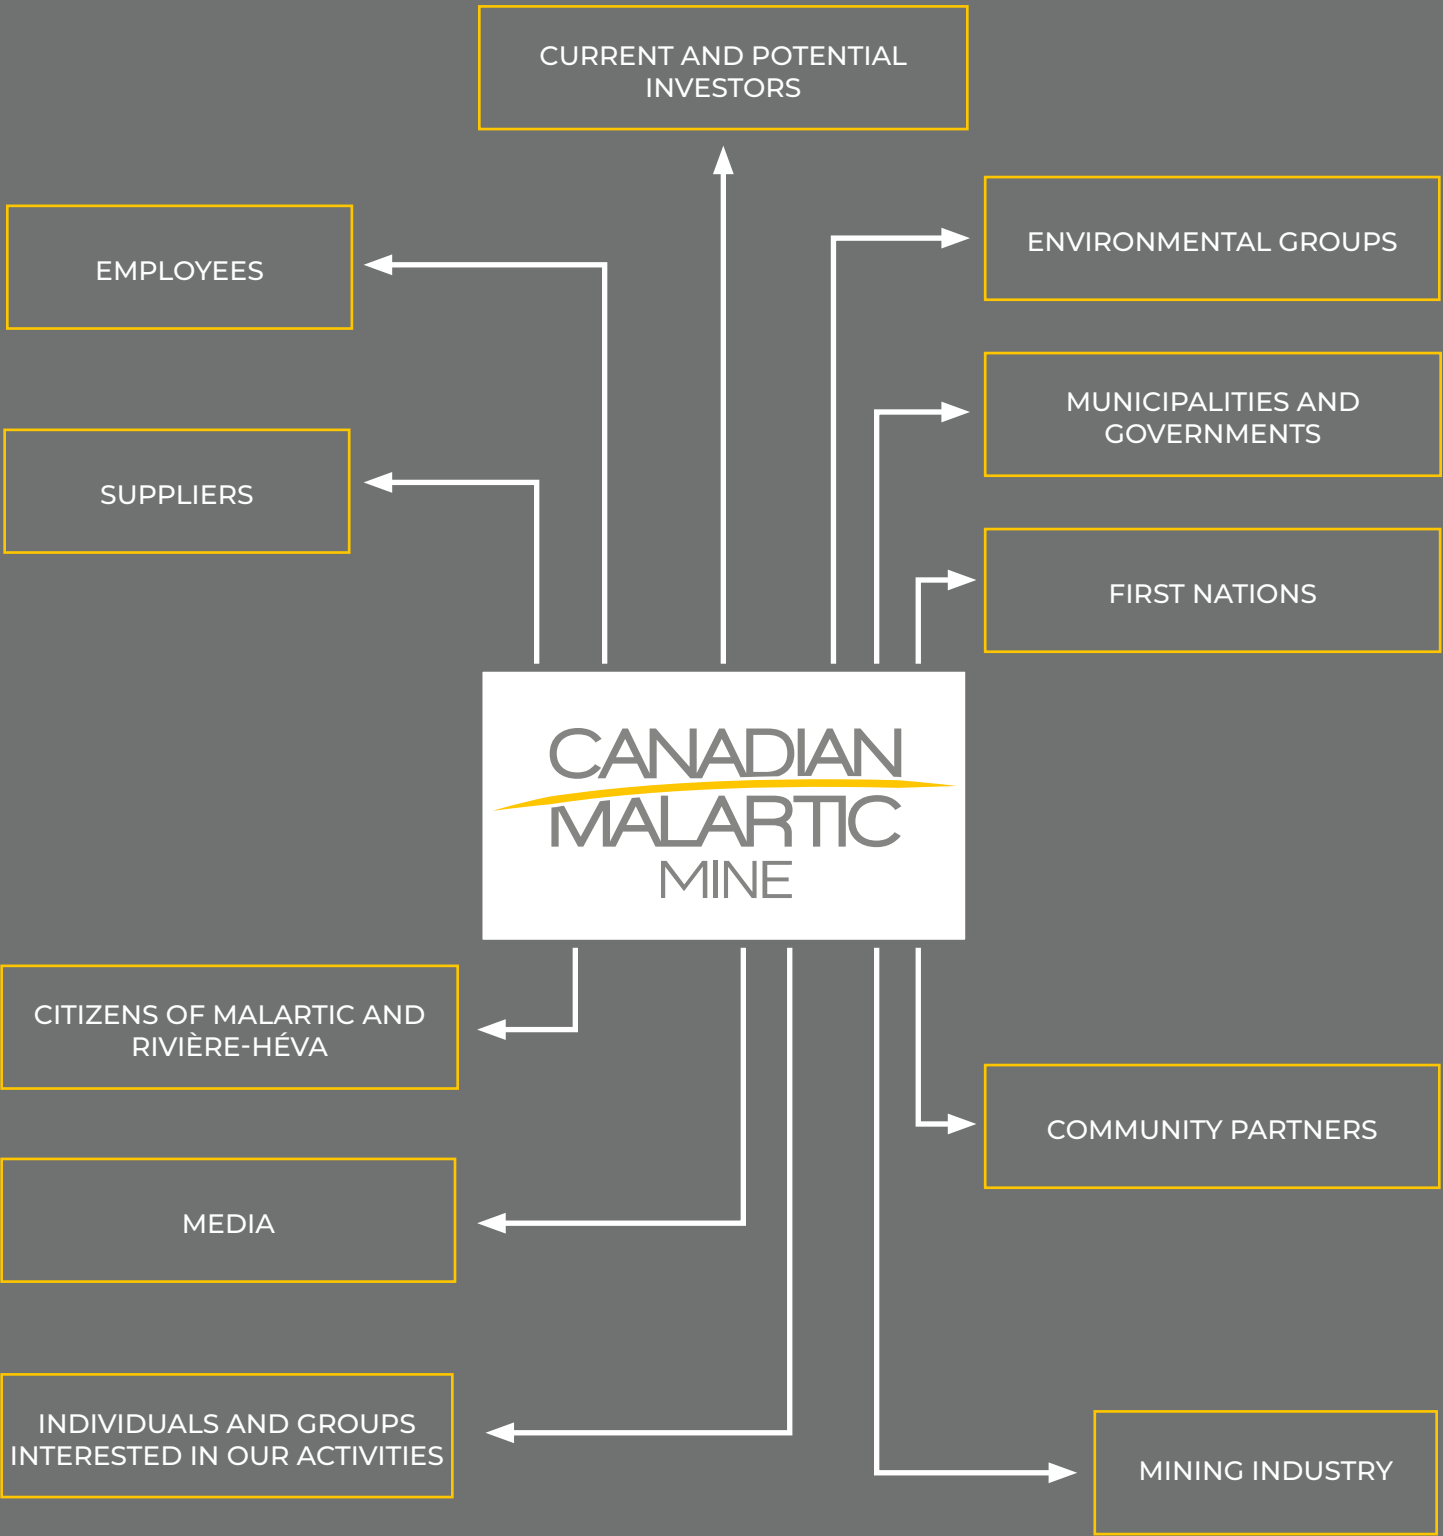 CURRENT AND POTENTIAL
INVESTORS
EMPLOYEES
ENVIRONMENTAL GROUPS
SUPPLIERS
MUNICIPALITIES AND
GOVERNMENTS
FIRST NATIONS
CANADIAN
MALARTIC
MINE
CITIZENS OF MALARTIC AND
RIVIÈRE-HÉVA
COMMUNITY PARTNERS
MEDIA
INDIVIDUALS AND GROUPS
INTERESTED IN OUR ACTIVITIES
MINING INDUSTRY